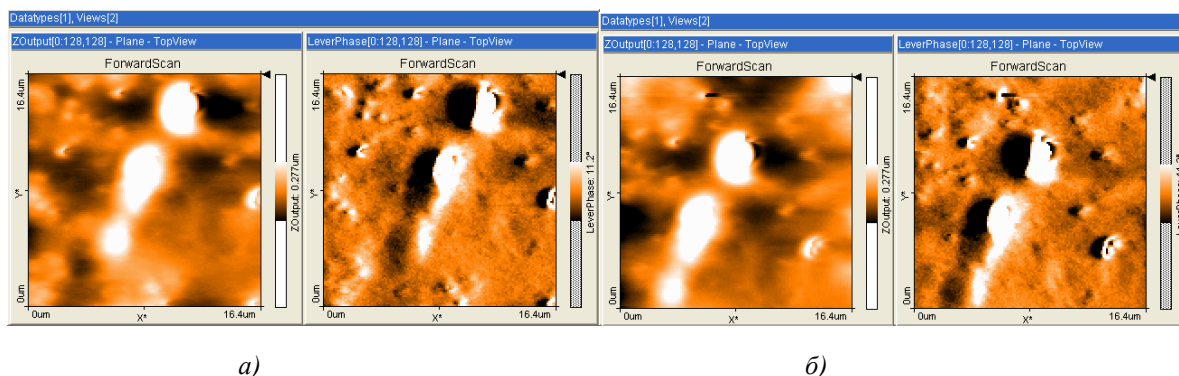 Datatypes[1], Views[2]
ZOutput[0:128,128] - Plane - TopView
ForwardScan
16.4um
Y*
0um
0um
X*
16.4um
ZOutput: 0.277um
LeverPhase[0:128,128] - Plane - TopView
ForwardScan
16.4um
Y*
0um
0um
X*
16.4um
LeverPhase: 11.2°
Datatypes[1], Views[2]
ZOutput[0:128,128] - Plane - TopView
ForwardScan
16.4um
Y*
0um
0um
X*
16.4um
ZOutput: 0.277um
LeverPhase[0:128,128] - Plane - TopView
ForwardScan
16.4um
Y*
0um
0um
X*
16.4um
а)
б)